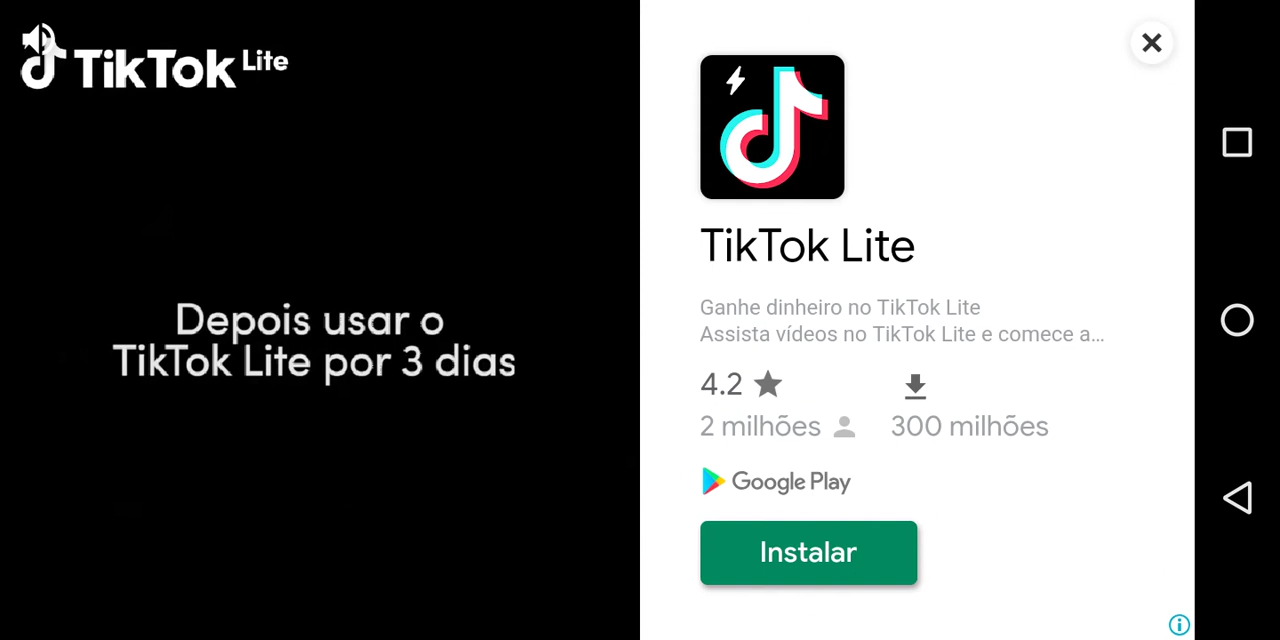 TikTok Lite
Depois usar o
TikTok Lite por 3 dias
TikTok Lite
Ganhe dinheiro no TikTok Lite
Assista vídeos no TikTok Lite e comece a...
4.2
2 milhões
300 milhões
Google Play
Instalar